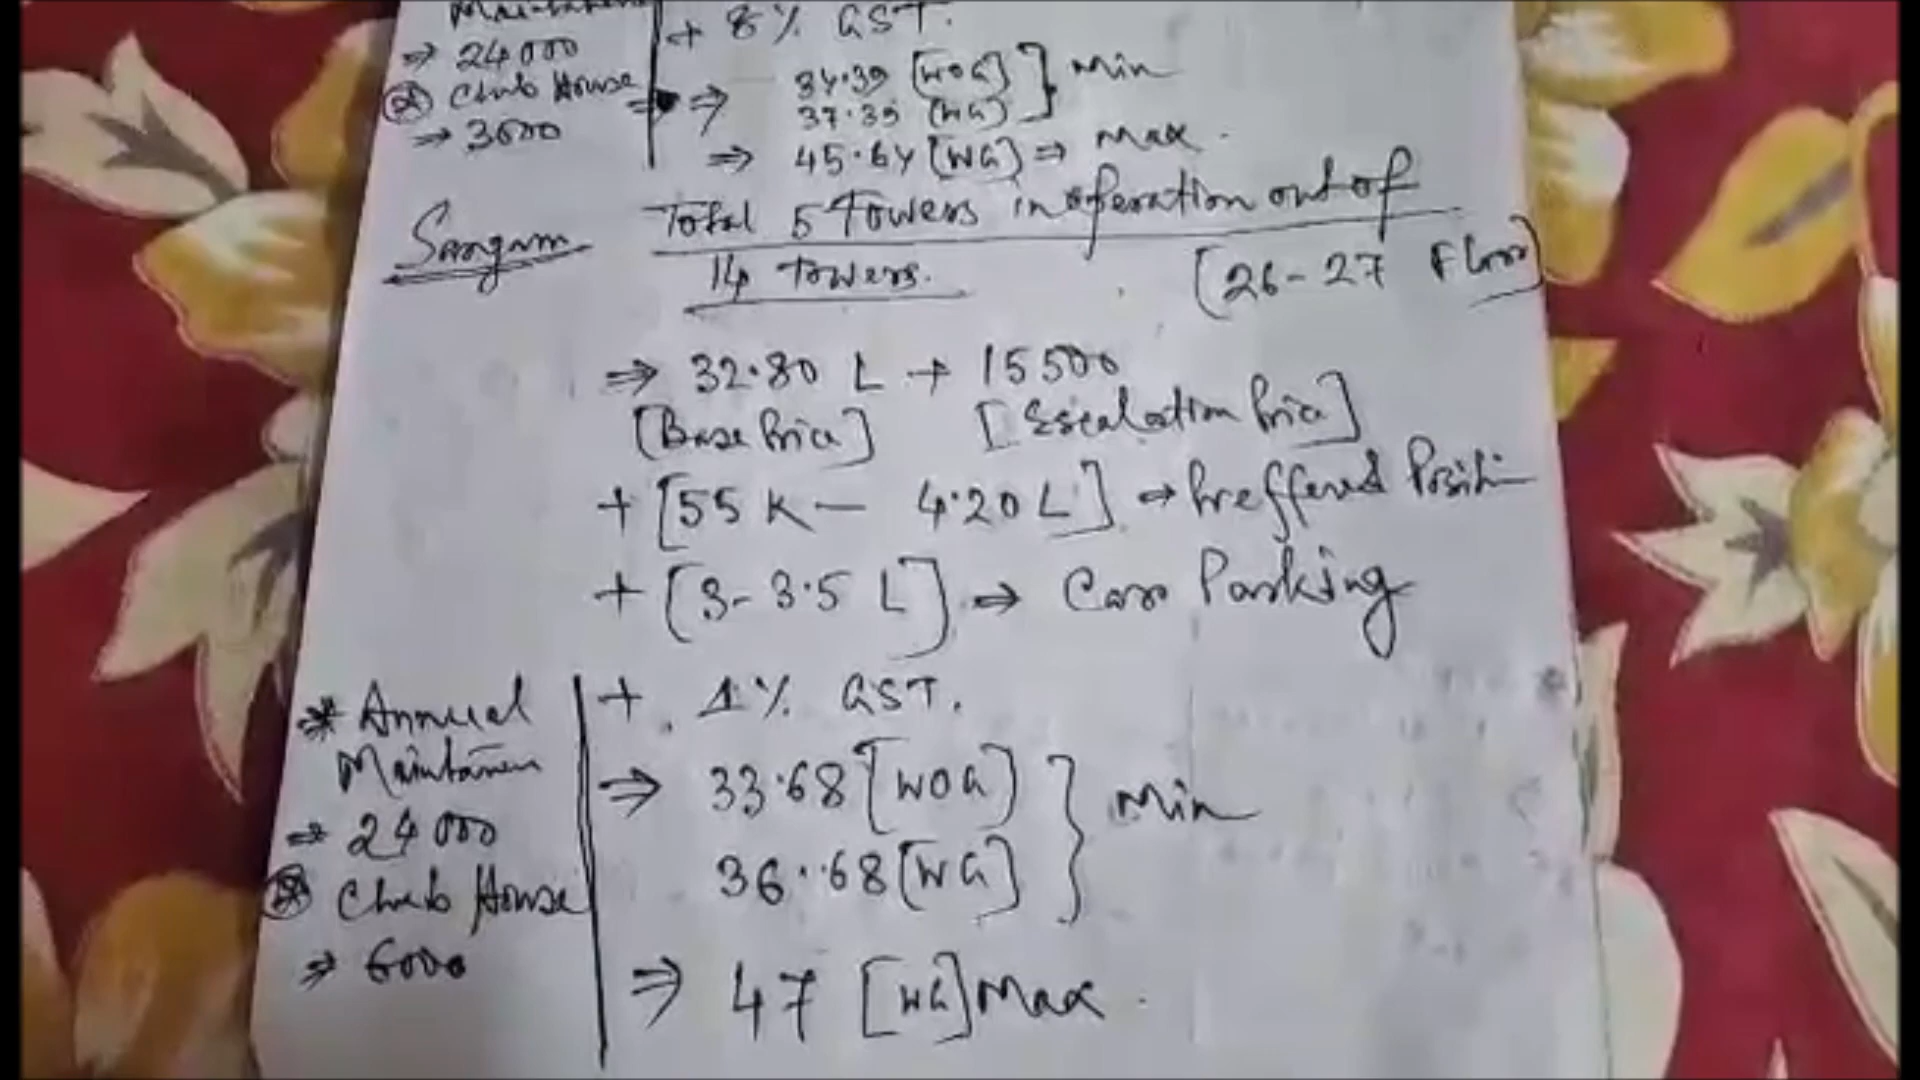 Maintanen
⇒ 24000
Club House
⇒ 3600
+ 8% GST.
⇒ 34.39 [WOG] } Min
37.39 [WG]
⇒ 45.64 [WG] ⇒ Max.
Sangam
Total 5 Towers in operation out of
14 Towers.
[26-27 Floor]
⇒ 32.80 L + 15500
[Base Price] [Escalation Price]
+ [55 K - 4.20 L] → Preffered Positi
+ [3-3.5 L] → Car Parking
+ 1% GST.
* Annual
Maintanen
⇒ 24000
Club House
⇒ 6000
⇒ 33.68 [WOG] } Min
36.68 [WG]
⇒ 47 [WG] Max.